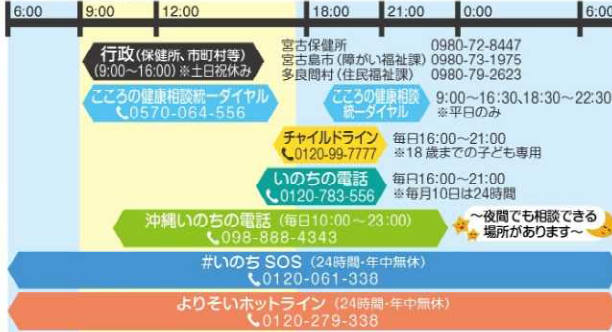 6:00 9:00 12:00 18:00 21:00 0:00 6:00
行政(保健所、市町村等)
(9:00~16:00)※土日祝休み
宮古保健所 0980-72-8447
宮古島市(障がい福祉課) 0980-73-1975
多良間村(住民福祉課) 0980-79-2623
こころの健康相談統一ダイヤル
0570-064-556
こころの健康相談
統一ダイヤル
9:00~16:30、18:30~22:30
※平日のみ
チャイルドライン
0120-99-7777
毎日16:00~21:00
※18歳までの子ども専用
いのちの電話
0120-783-556
毎日16:00~21:00
※毎月10日は24時間
沖縄いのちの電話(毎日10:00~23:00)
098-888-4343
~夜間でも相談できる
場所があります~
#いのちSOS(24時間・年中無休)
0120-061-338
よりそいホットライン(24時間・年中無休)
0120-279-338